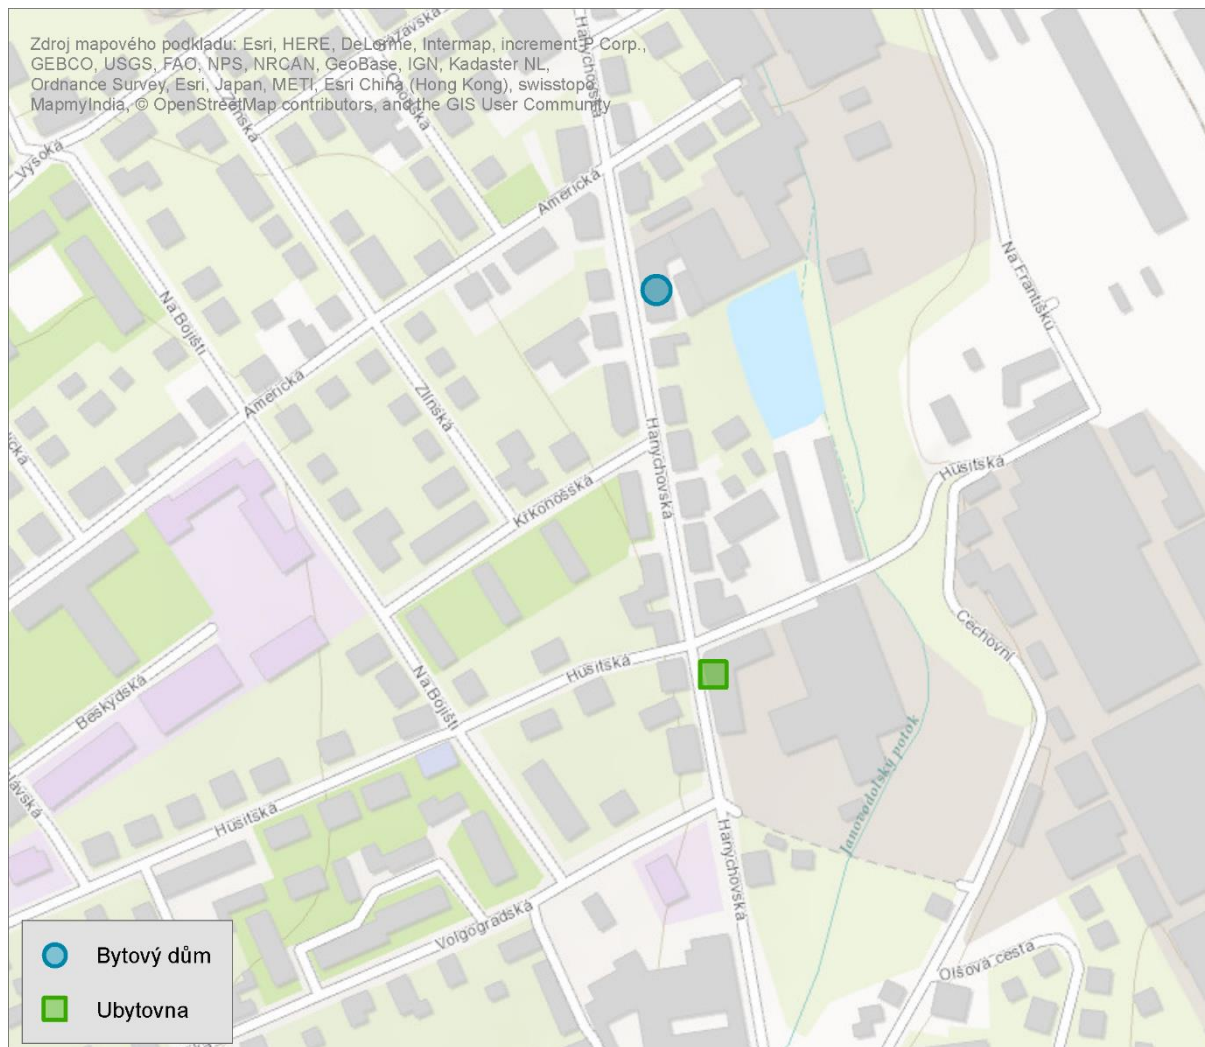 Zdroj mapového podkladu: Esri, HERE, DeLorme, Intermap, increment P Corp.,
GEBCO, USGS, FAO, NPS, NRCAN, GeoBase, IGN, Kadaster NL,
Ordnance Survey, Esri, Japan, METI, Esri China (Hong Kong), swisstopo,
MapmyIndia, © OpenStreetMap contributors, and the GIS User Community
Sázavská
Hanychovská
Zlínská
Vysoká
Americká
Na Bojišti
Na Františku
Americká
Zlínská
Hanychovská
Husitská
Krkonošská
Čechovní
Husitská
Na Bojišti
Beskydská
Janovodolský potok
Husitská
Hanychovská
Volgogradská
Olšova cesta
Bytový dům
Ubytovna